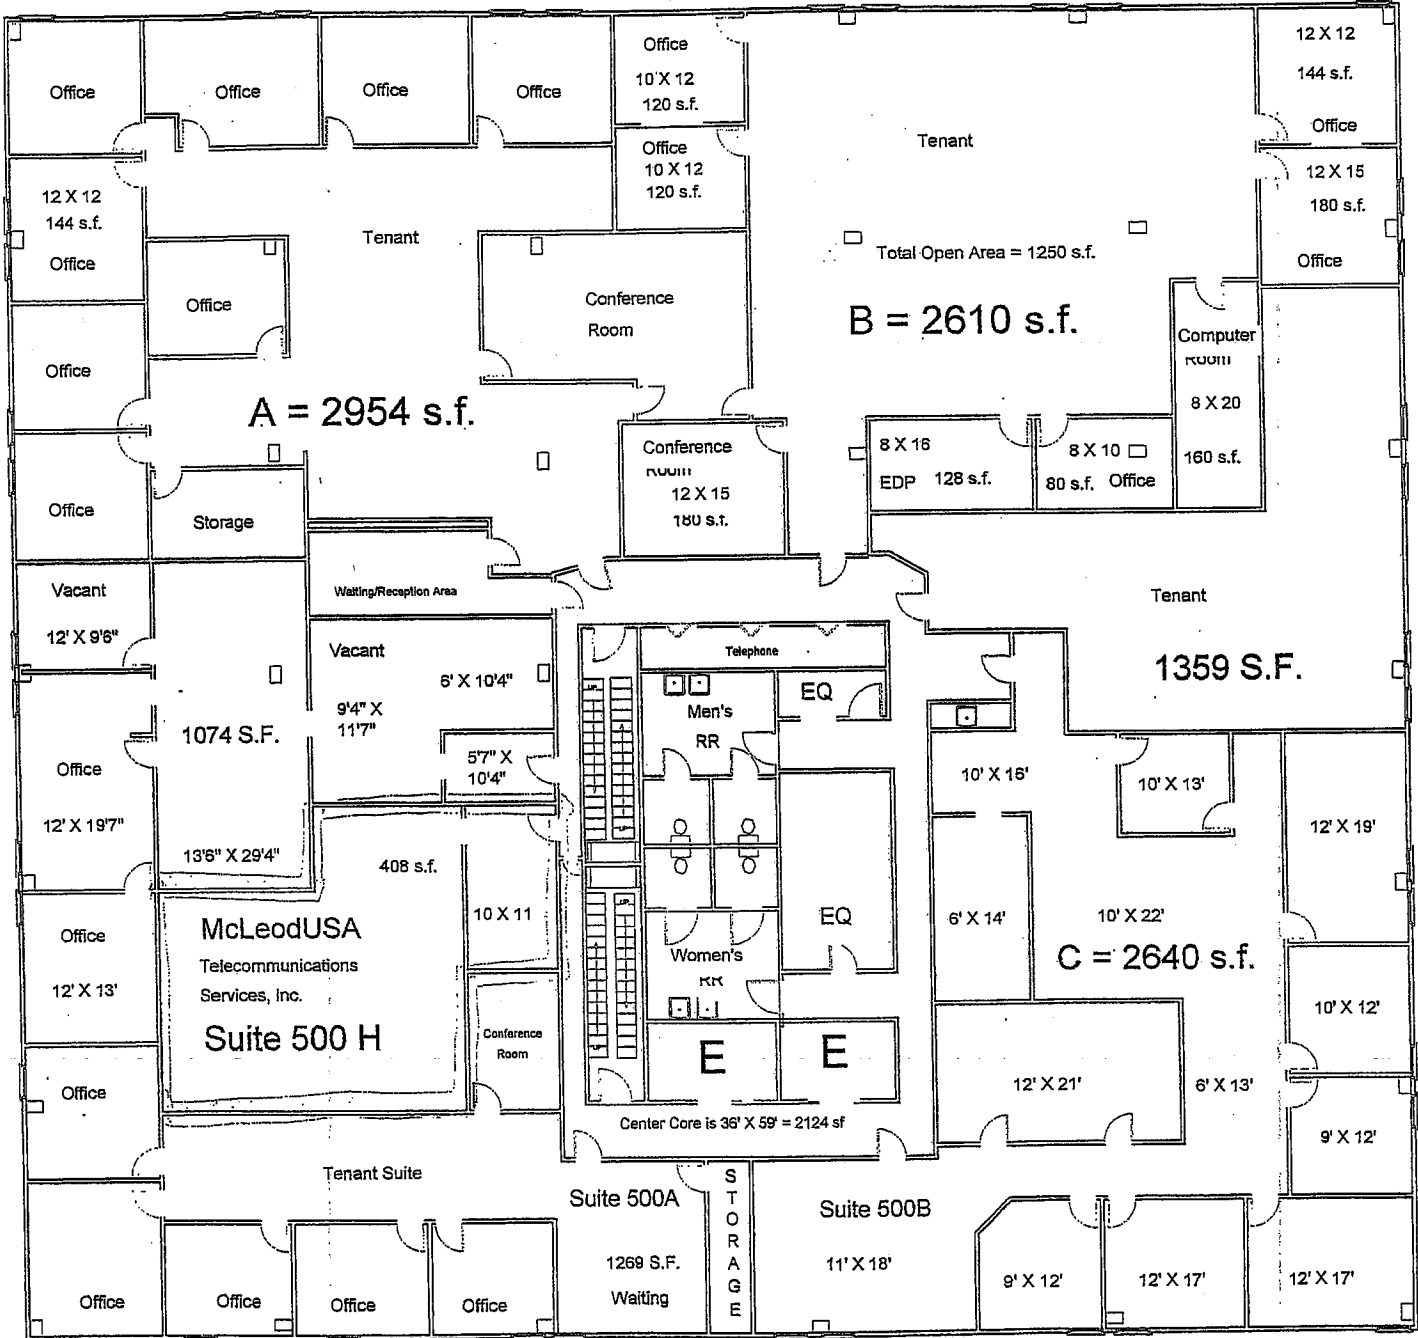 Office
Office
Office
Office
Office
10 X 12
120 s.f.
Office
10 X 12
120 s.f.
Tenant
12 X 12
144 s.f.
Office
12 X 15
180 s.f.
Office
12 X 12
144 s.f.
Office
Tenant
Office
Conference
Room
Total Open Area = 1250 s.f.
B = 2610 s.f.
Computer
Room
8 X 20
160 s.f.
Office
A = 2954 s.f.
Conference
Room
12 X 15
180 s.f.
8 X 16
EDP 128 s.f.
8 X 10
80 s.f. Office
Office
Storage
Vacant
12' X 9'6"
Waiting/Reception Area
Tenant
1359 S.F.
Vacant
6' X 10'4"
9'4" X
11'7"
5'7" X
10'4"
1074 S.F.
13'6" X 29'4"
Telephone
Men's
RR
EQ
UP
UP
Office
12' X 19'7"
10' X 16'
10' X 13'
12' X 19'
408 s.f.
10 X 11
McLeodUSA
Telecommunications
Services, Inc.
Suite 500 H
Office
12' X 13'
EQ
6' X 14'
10' X 22'
C = 2640 s.f.
UP
UP
Women's
RR
10' X 12'
Conference
Room
E
E
12' X 21'
6' X 13'
9' X 12'
Office
Center Core is 36' X 59' = 2124 sf
Tenant Suite
Suite 500A
1269 S.F.
Waiting
STORAGE
Suite 500B
11' X 18'
9' X 12'
12' X 17'
12' X 17'
Office
Office
Office
Office